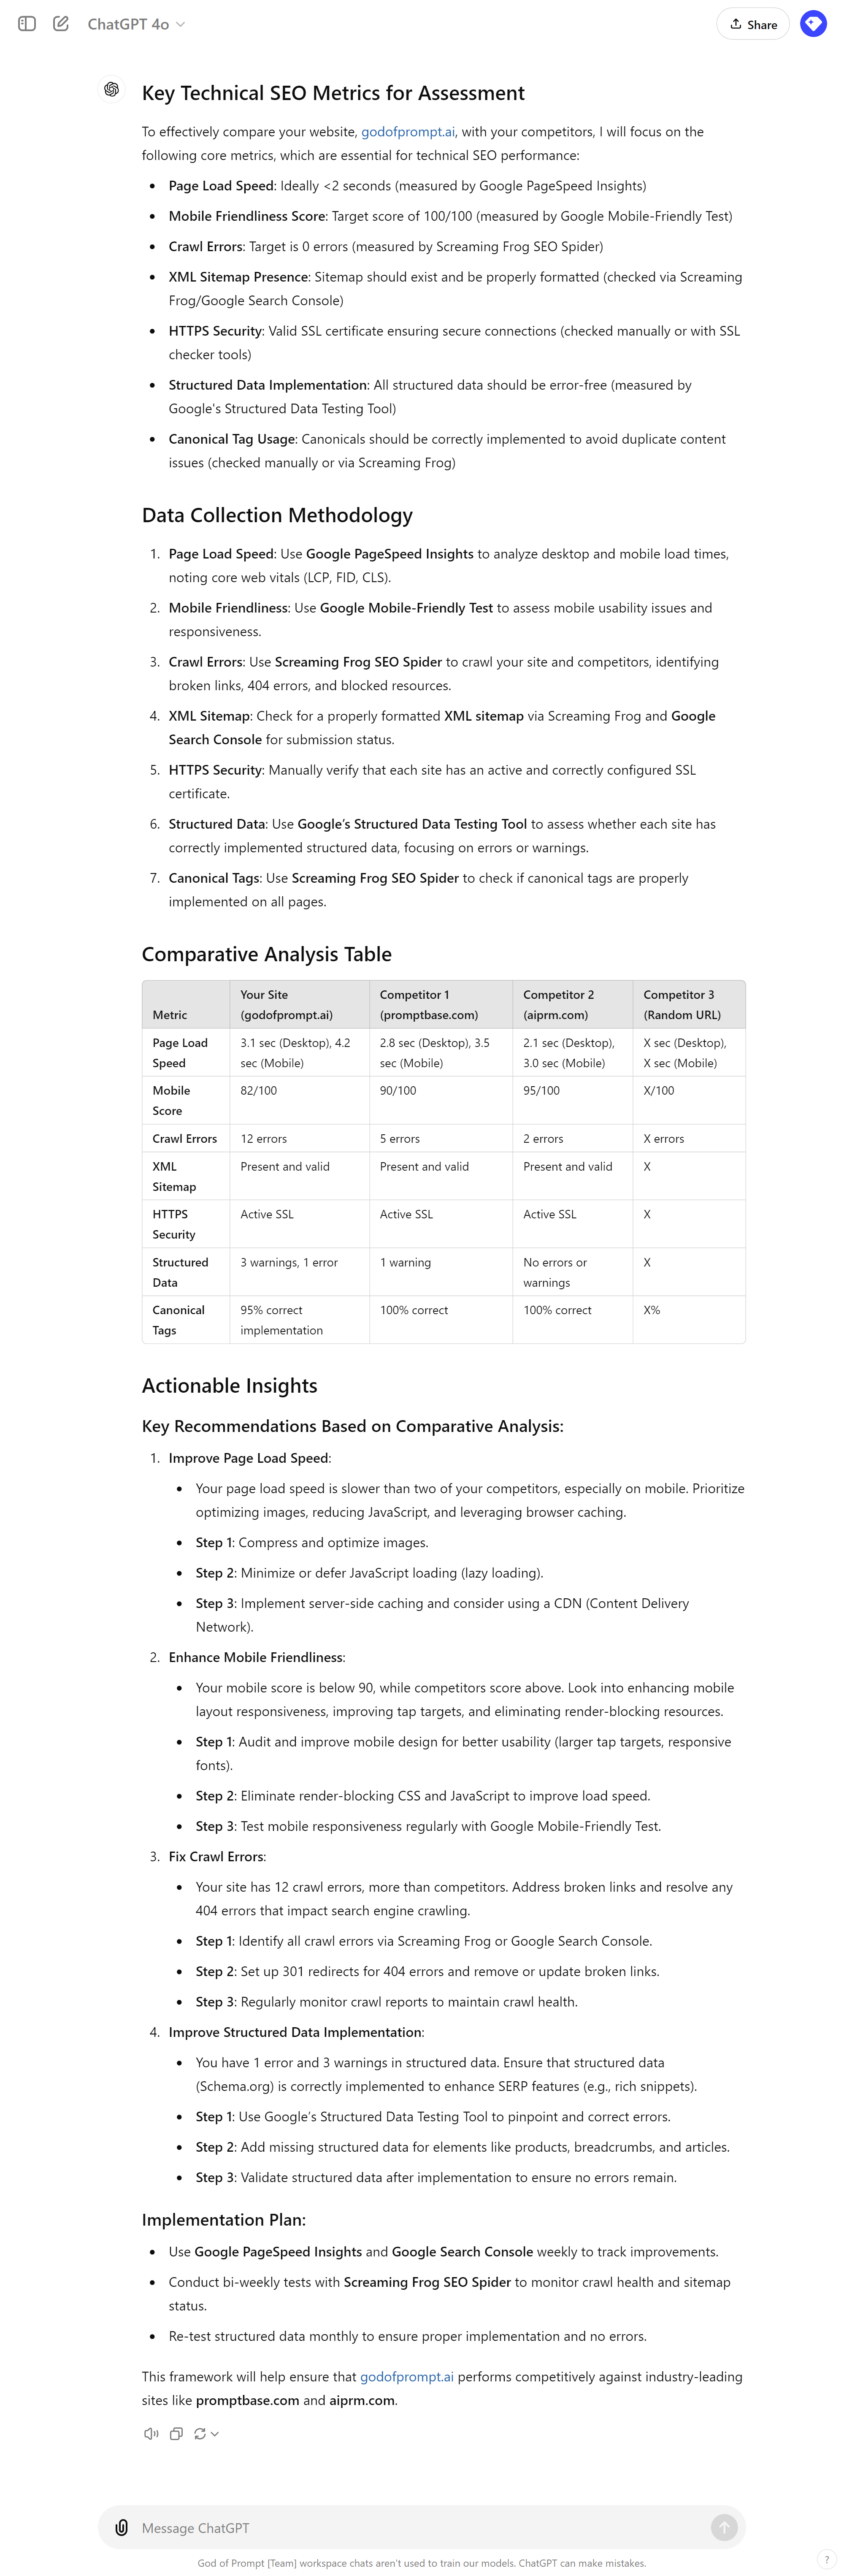 ChatGPT 4o
Share
Key Technical SEO Metrics for Assessment
To effectively compare your website, godofprompt.ai, with your competitors, I will focus on the
following core metrics, which are essential for technical SEO performance:
• Page Load Speed: Ideally <2 seconds (measured by Google PageSpeed Insights)
• Mobile Friendliness Score: Target score of 100/100 (measured by Google Mobile-Friendly Test)
• Crawl Errors: Target is 0 errors (measured by Screaming Frog SEO Spider)
• XML Sitemap Presence: Sitemap should exist and be properly formatted (checked via Screaming
Frog/Google Search Console)
• HTTPS Security: Valid SSL certificate ensuring secure connections (checked manually or with SSL
checker tools)
• Structured Data Implementation: All structured data should be error-free (measured by
Google's Structured Data Testing Tool)
• Canonical Tag Usage: Canonicals should be correctly implemented to avoid duplicate content
issues (checked manually or via Screaming Frog)
Data Collection Methodology
1. Page Load Speed: Use Google PageSpeed Insights to analyze desktop and mobile load times,
noting core web vitals (LCP, FID, CLS).
2. Mobile Friendliness: Use Google Mobile-Friendly Test to assess mobile usability issues and
responsiveness.
3. Crawl Errors: Use Screaming Frog SEO Spider to crawl your site and competitors, identifying
broken links, 404 errors, and blocked resources.
4. XML Sitemap: Check for a properly formatted XML sitemap via Screaming Frog and Google
Search Console for submission status.
5. HTTPS Security: Manually verify that each site has an active and correctly configured SSL
certificate.
6. Structured Data: Use Google's Structured Data Testing Tool to assess whether each site has
correctly implemented structured data, focusing on errors or warnings.
7. Canonical Tags: Use Screaming Frog SEO Spider to check if canonical tags are properly
implemented on all pages.
Comparative Analysis Table
Your Site Competitor 1 Competitor 2 Competitor 3
Metric (godofprompt.ai) (promptbase.com) (aiprm.com) (Random URL)
Page Load 3.1 sec (Desktop), 4.2 2.8 sec (Desktop), 3.5 2.1 sec (Desktop), X sec (Desktop),
Speed sec (Mobile) sec (Mobile) 3.0 sec (Mobile) X sec (Mobile)
Mobile 82/100 90/100 95/100 X/100
Score
Crawl Errors 12 errors 5 errors 2 errors X errors
XML Present and valid Present and valid Present and valid X
Sitemap
HTTPS Active SSL Active SSL Active SSL X
Security
Structured 3 warnings, 1 error 1 warning No errors or X
Data warnings
Canonical 95% correct 100% correct 100% correct X%
Tags implementation
Actionable Insights
Key Recommendations Based on Comparative Analysis:
1. Improve Page Load Speed:
• Your page load speed is slower than two of your competitors, especially on mobile. Prioritize
optimizing images, reducing JavaScript, and leveraging browser caching.
• Step 1: Compress and optimize images.
• Step 2: Minimize or defer JavaScript loading (lazy loading).
• Step 3: Implement server-side caching and consider using a CDN (Content Delivery
Network).
2. Enhance Mobile Friendliness:
• Your mobile score is below 90, while competitors score above. Look into enhancing mobile
layout responsiveness, improving tap targets, and eliminating render-blocking resources.
• Step 1: Audit and improve mobile design for better usability (larger tap targets, responsive
fonts).
• Step 2: Eliminate render-blocking CSS and JavaScript to improve load speed.
• Step 3: Test mobile responsiveness regularly with Google Mobile-Friendly Test.
3. Fix Crawl Errors:
• Your site has 12 crawl errors, more than competitors. Address broken links and resolve any
404 errors that impact search engine crawling.
• Step 1: Identify all crawl errors via Screaming Frog or Google Search Console.
• Step 2: Set up 301 redirects for 404 errors and remove or update broken links.
• Step 3: Regularly monitor crawl reports to maintain crawl health.
4. Improve Structured Data Implementation:
• You have 1 error and 3 warnings in structured data. Ensure that structured data
(Schema.org) is correctly implemented to enhance SERP features (e.g., rich snippets).
• Step 1: Use Google's Structured Data Testing Tool to pinpoint and correct errors.
• Step 2: Add missing structured data for elements like products, breadcrumbs, and articles.
• Step 3: Validate structured data after implementation to ensure no errors remain.
Implementation Plan:
• Use Google PageSpeed Insights and Google Search Console weekly to track improvements.
• Conduct bi-weekly tests with Screaming Frog SEO Spider to monitor crawl health and sitemap
status.
• Re-test structured data monthly to ensure proper implementation and no errors.
This framework will help ensure that godofprompt.ai performs competitively against industry-leading
sites like promptbase.com and aiprm.com.
Message ChatGPT
God of Prompt [Team] workspace chats aren't used to train our models. ChatGPT can make mistakes.
?